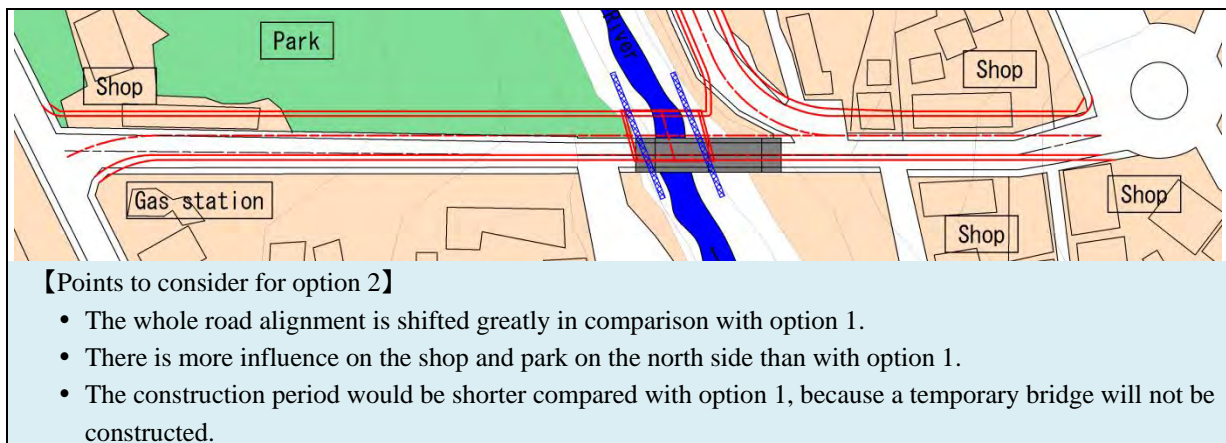 Park
River
Shop
Shop
Gas station
Shop
Shop
【Points to consider for option 2】
• The whole road alignment is shifted greatly in comparison with option 1.
• There is more influence on the shop and park on the north side than with option 1.
• The construction period would be shorter compared with option 1, because a temporary bridge will not be
constructed.